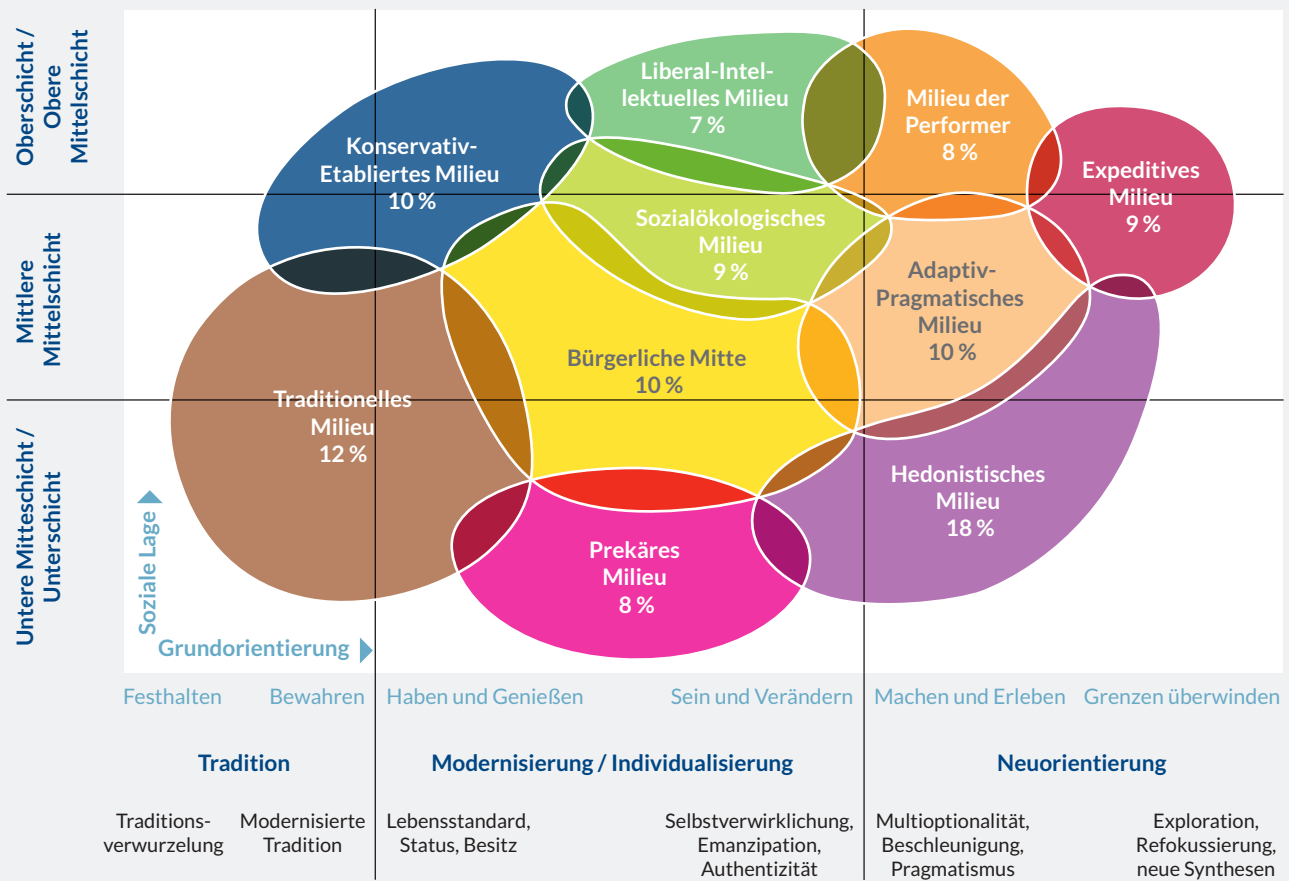 Oberschicht /
Obere
Mittelschicht
Mittlere
Mittelschicht
Untere Mitteschicht /
Unterschicht
Soziale Lage
Grundorientierung
Konservativ-
Etabliertes Milieu
10 %
Liberal-Intel-
lektuelles Milieu
7 %
Milieu der
Performer
8 %
Expeditives
Milieu
9 %
Sozialökologisches
Milieu
9 %
Adaptiv-
Pragmatisches
Milieu
10 %
Bürgerliche Mitte
10 %
Traditionelles
Milieu
12 %
Hedonistisches
Milieu
18 %
Prekäres
Milieu
8 %
Festhalten
Bewahren
Haben und Genießen
Sein und Verändern
Machen und Erleben
Grenzen überwinden
Tradition
Modernisierung / Individualisierung
Neuorientierung
Traditions-
verwurzelung
Modernisierte
Tradition
Lebensstandard,
Status, Besitz
Selbstverwirklichung,
Emanzipation,
Authentizität
Multioptionalität,
Beschleunigung,
Pragmatismus
Exploration,
Refokussierung,
neue Synthesen